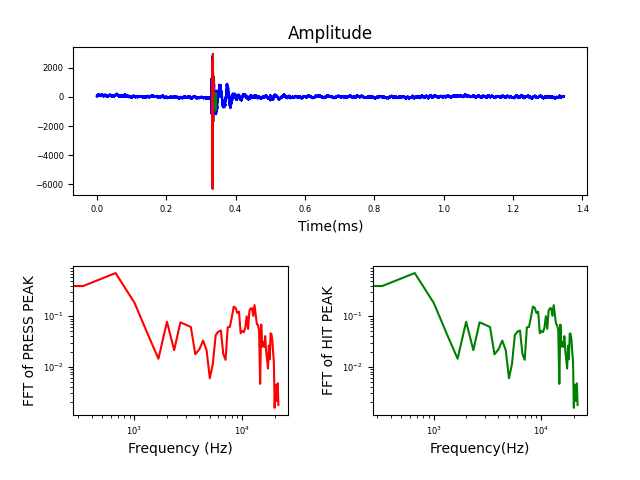 Amplitude
2000
0
−2000
−4000
−6000
0.0 0.2 0.4 0.6 0.8 1.0 1.2 1.4
Time(ms)
FFT of PRESS PEAK
10⁻¹
10⁻²
10³ 10⁴
Frequency (Hz)
FFT of HIT PEAK
10⁻¹
10⁻²
10³ 10⁴
Frequency(Hz)